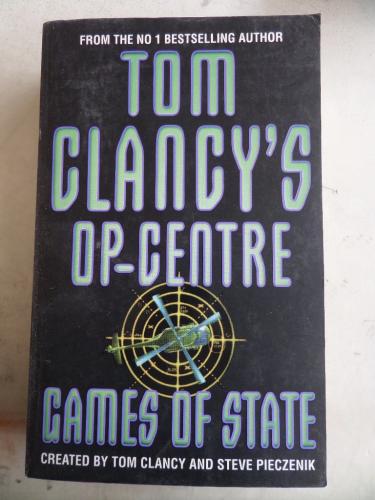 FROM THE NO 1 BESTSELLING AUTHOR
TOM
CLANCY'S
OP-CENTRE
GAMES OF STATE
CREATED BY TOM CLANCY AND STEVE PIECZENIK